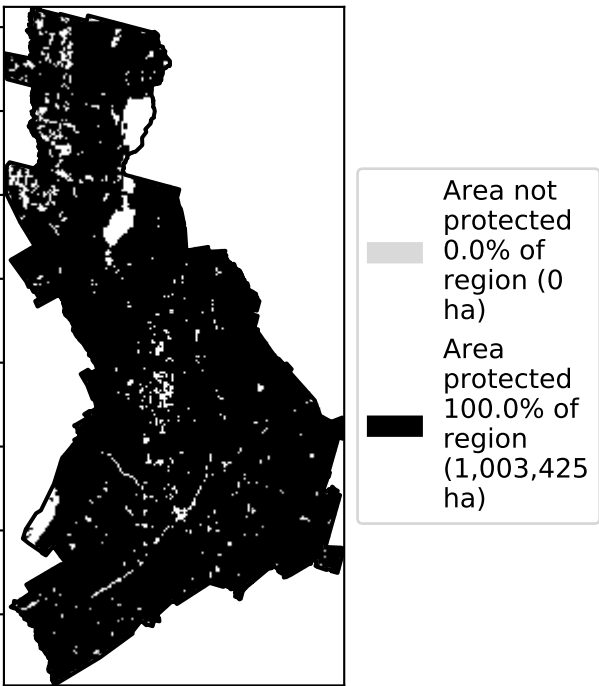 Area not
protected
0.0% of
region (0
ha)
Area
protected
100.0% of
region
(1,003,425
ha)